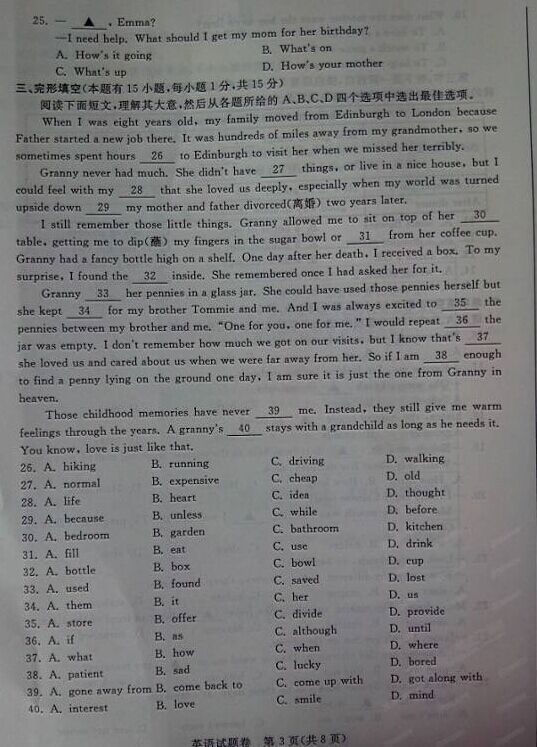 25. — ▲ , Emma?
—I need help. What should I get my mom for her birthday?
A. How's it going B. What's on
C. What's up D. How's your mother
三、完形填空(本题有 15 小题,每小题 1 分,共 15 分)
阅读下面短文,理解其大意,然后从各题所给的 A、B、C、D 四个选项中选出最佳选项。
When I was eight years old, my family moved from Edinburgh to London because
Father started a new job there. It was hundreds of miles away from my grandmother, so we
sometimes spent hours 26 to Edinburgh to visit her when we missed her terribly.
Granny never had much. She didn't have 27 things, or live in a nice house, but I
could feel with my 28 that she loved us deeply, especially when my world was turned
upside down 29 my mother and father divorced(离婚) two years later.
I still remember those little things. Granny allowed me to sit on top of her 30
table, getting me to dip(蘸) my fingers in the sugar bowl or 31 from her coffee cup.
Granny had a fancy bottle high on a shelf. One day after her death, I received a box. To my
surprise, I found the 32 inside. She remembered once I had asked her for it.
Granny 33 her pennies in a glass jar. She could have used those pennies herself but
she kept 34 for my brother Tommie and me. And I was always excited to 35 the
pennies between my brother and me. "One for you, one for me." I would repeat 36 the
jar was empty. I don't remember how much we got on our visits, but I know that's 37
she loved us and cared about us when we were far away from her. So if I am 38 enough
to find a penny lying on the ground one day, I am sure it is just the one from Granny in
heaven.
Those childhood memories have never 39 me. Instead, they still give me warm
feelings through the years. A granny's 40 stays with a grandchild as long as he needs it.
You know, love is just like that.
26. A. hiking B. running C. driving D. walking
27. A. normal B. expensive C. cheap D. old
28. A. life B. heart C. idea D. thought
29. A. because B. unless C. while D. before
30. A. bedroom B. garden C. bathroom D. kitchen
31. A. fill B. eat C. use D. drink
32. A. bottle B. box C. bowl D. cup
33. A. used B. found C. saved D. lost
34. A. them B. it C. her D. us
35. A. store B. offer C. divide D. provide
36. A. if B. as C. although D. until
37. A. what B. how C. when D. where
38. A. patient B. sad C. lucky D. bored
39. A. gone away from B. come back to C. come up with D. got along with
40. A. interest B. love C. smile D. mind
英语试题卷 第 3 页(共 8 页)